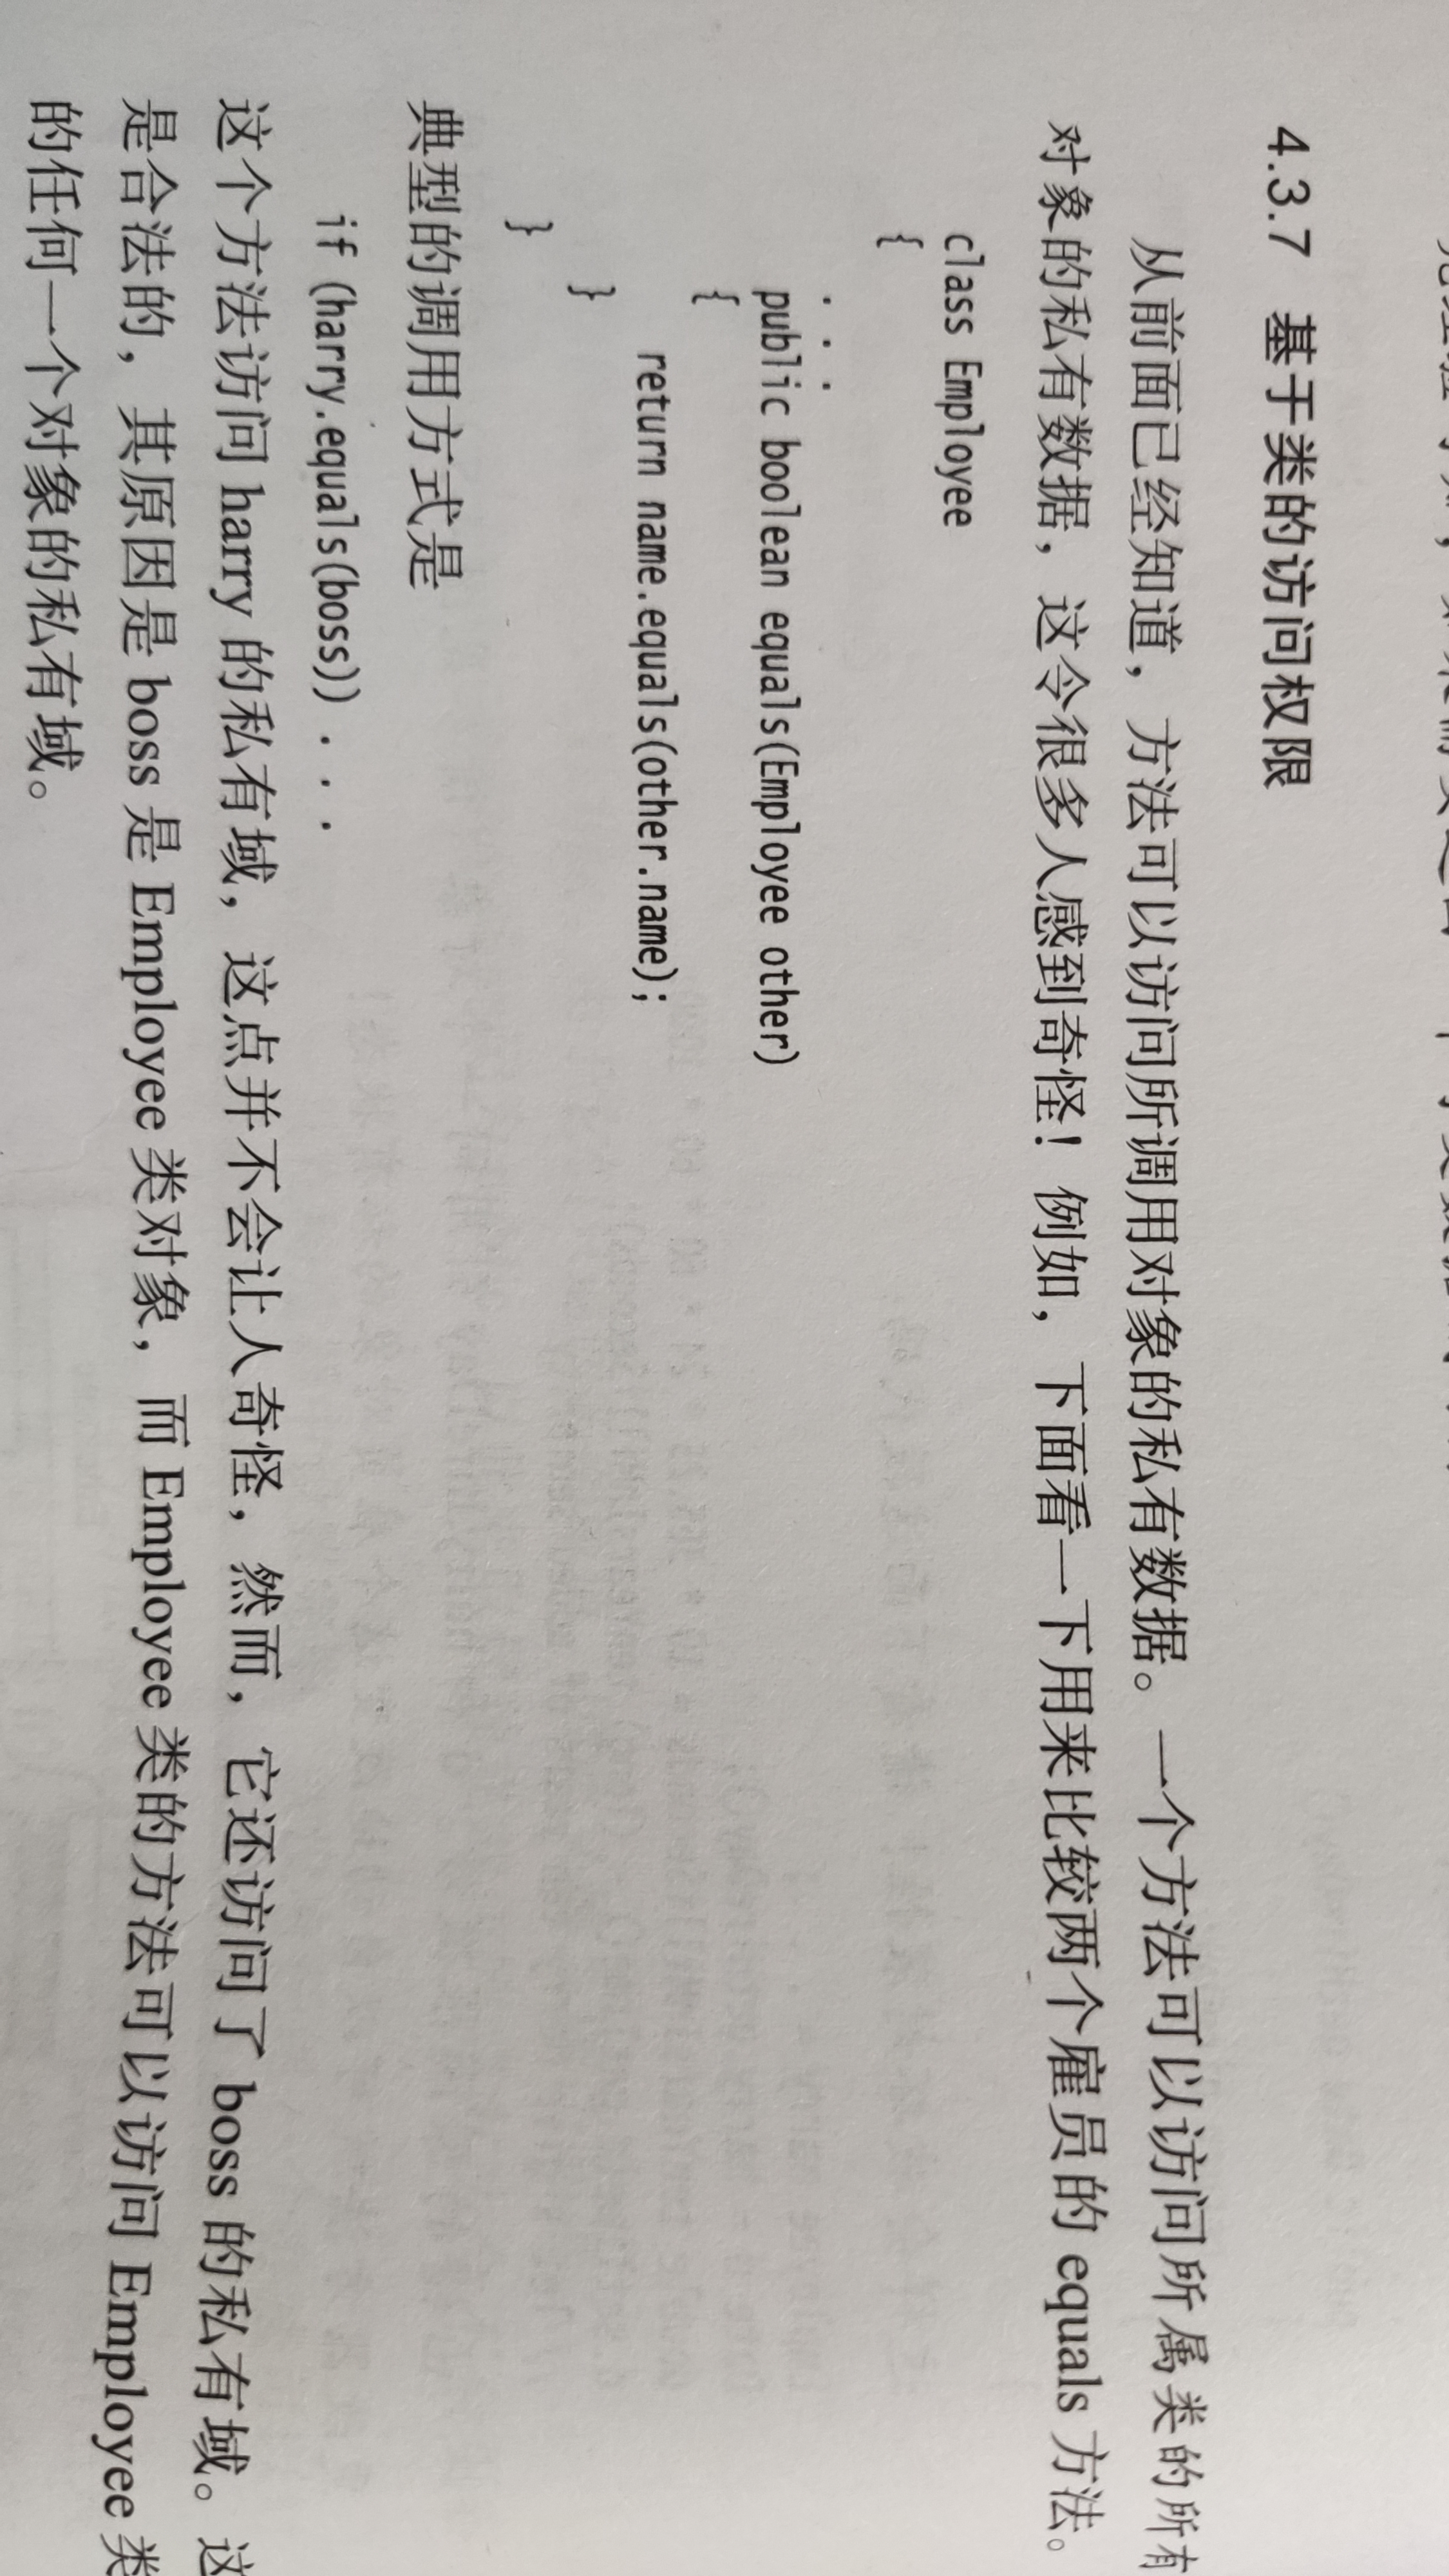 4.3.7 基于类的访问权限
从前面已经知道，方法可以访问所调用对象的私有数据。一个方法可以访问所属类的所有
对象的私有数据，这令很多人感到奇怪！例如，下面看一下用来比较两个雇员的 equals 方法。
class Employee
{
. . .
public boolean equals(Employee other)
{
return name.equals(other.name);
}
}
典型的调用方式是
if (harry.equals(boss)) . . .
这个方法访问 harry 的私有域，这点并不会让人奇怪，然而，它还访问了 boss 的私有域。这
是合法的，其原因是 boss 是 Employee 类对象，而 Employee 类的方法可以访问 Employee 类
的任何一个对象的私有域。